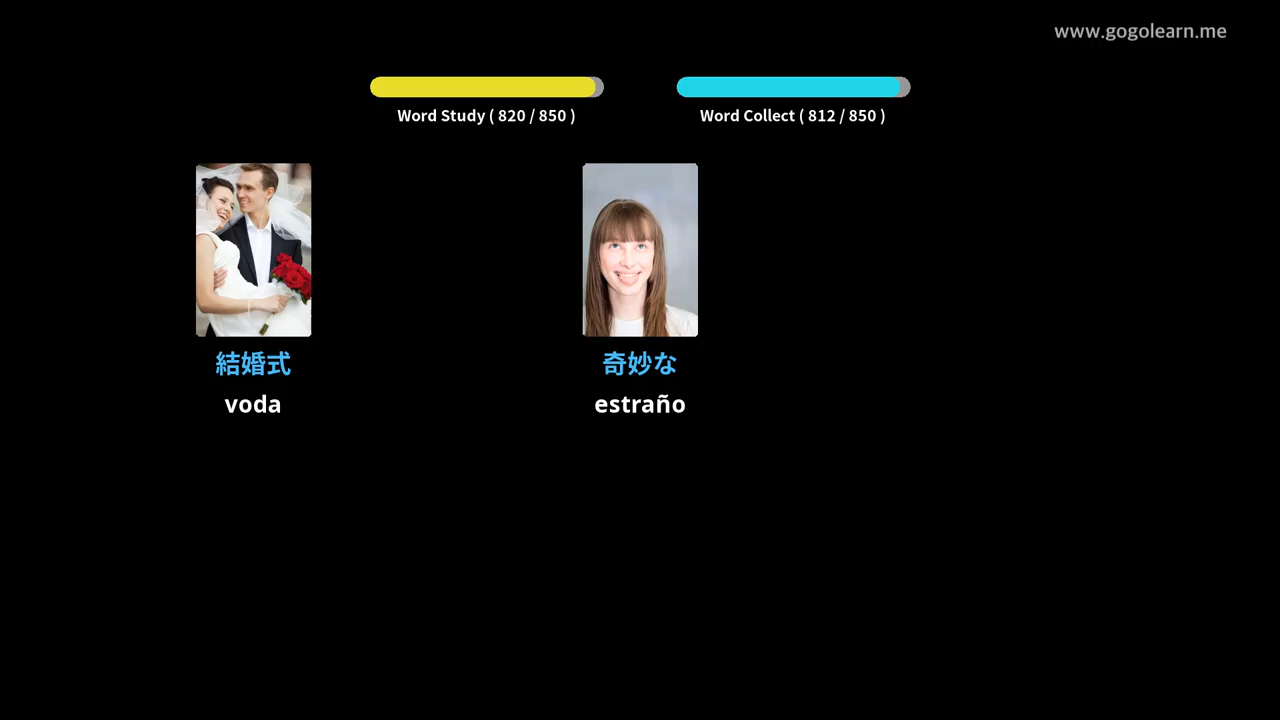 www.gogolearn.me
Word Study ( 820 / 850 )
Word Collect ( 812 / 850 )
結婚式
voda
奇妙な
estraño